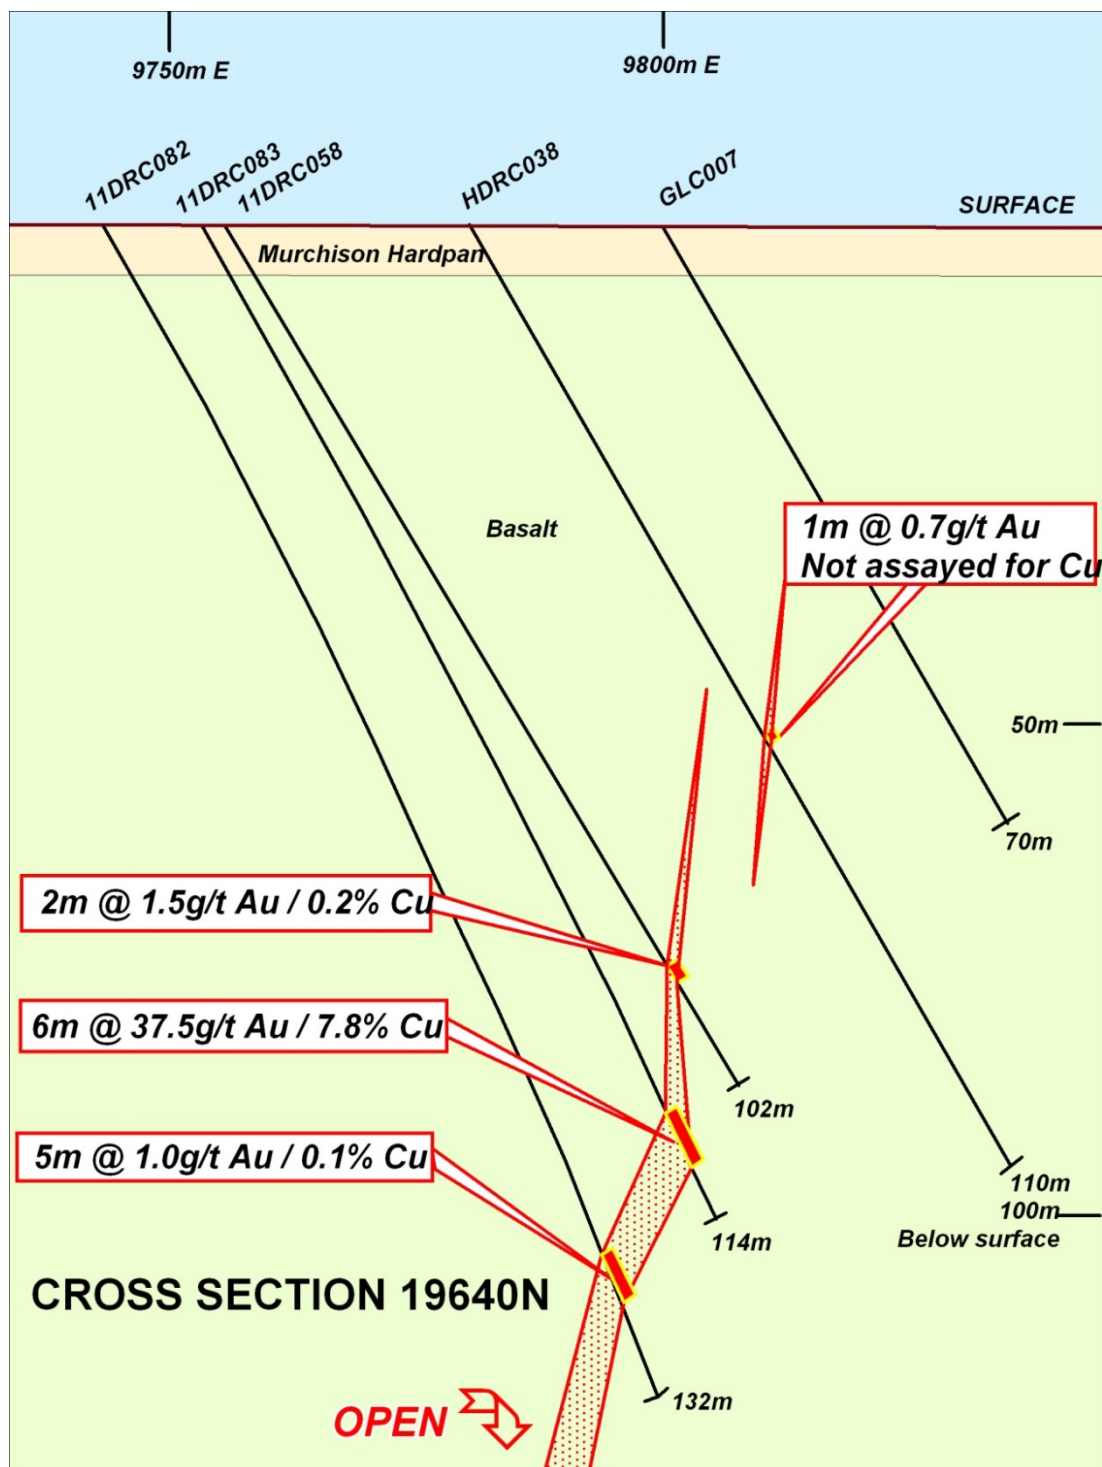 9750m E
9800m E
11DRC082
11DRC083
11DRC058
HDRC038
GLC007
SURFACE
Murchison Hardpan
Basalt
1m @ 0.7g/t Au
Not assayed for Cu
50m
70m
2m @ 1.5g/t Au / 0.2% Cu
6m @ 37.5g/t Au / 7.8% Cu
102m
5m @ 1.0g/t Au / 0.1% Cu
110m
100m
Below surface
114m
CROSS SECTION 19640N
132m
OPEN